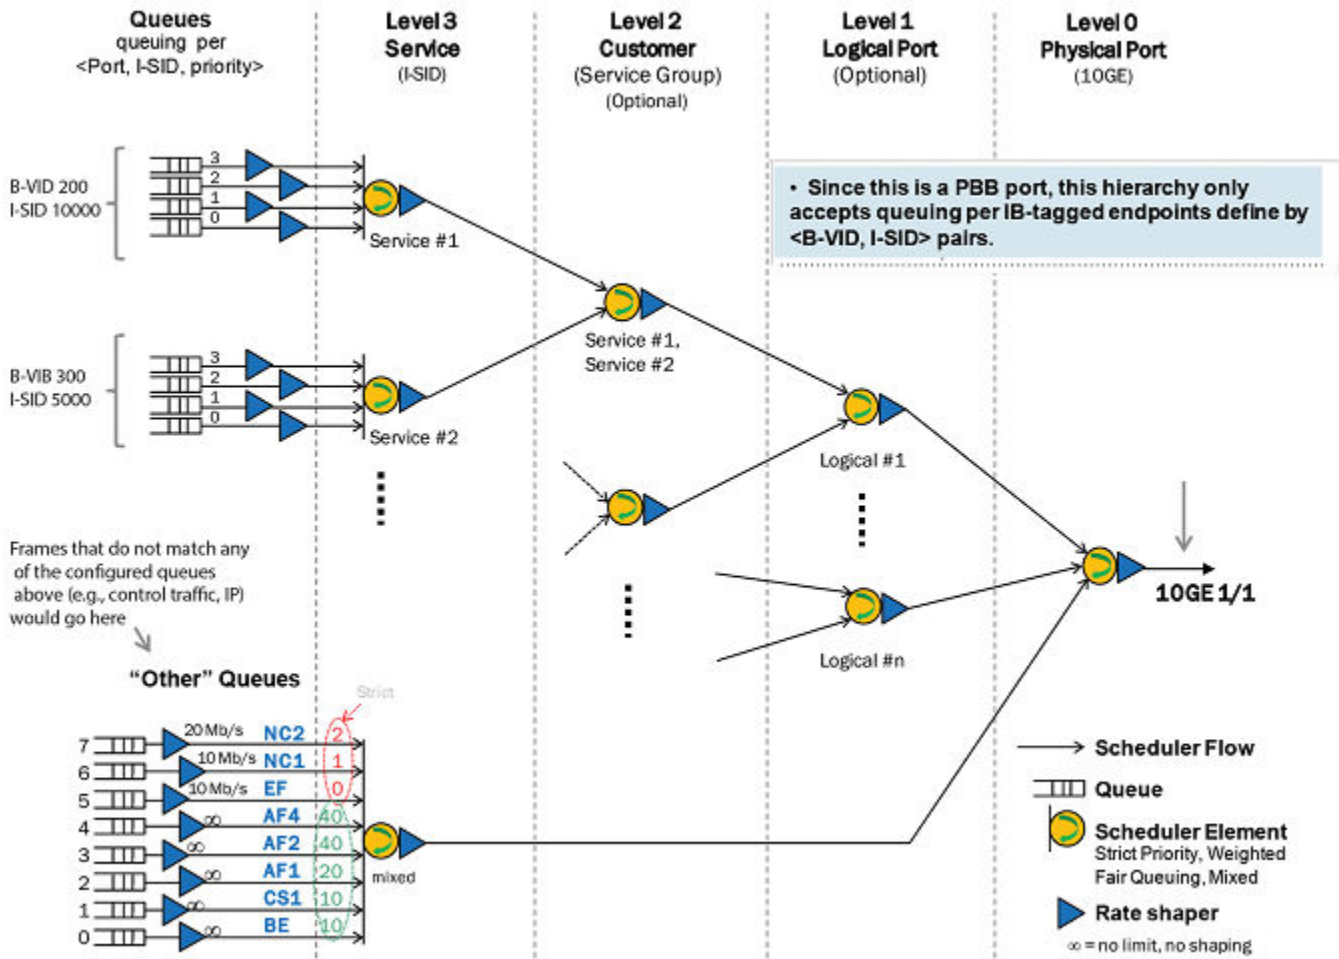 Queues
queuing per
<Port, I-SID, priority>
Level 3
Service
(I-SID)
Level 2
Customer
(Service Group)
(Optional)
Level 1
Logical Port
(Optional)
Level 0
Physical Port
(10GE)
B-VID 200
I-SID 10000
3
2
1
0
Service #1
• Since this is a PBB port, this hierarchy only
accepts queuing per IB-tagged endpoints define by
<B-VID, I-SID> pairs.
Service #1,
Service #2
B-VIB 300
I-SID 5000
3
2
1
0
Service #2
Logical #1
Frames that do not match any
of the configured queues
above (e.g., control traffic, IP)
would go here
10GE 1/1
Logical #n
"Other" Queues
Strict
7 20Mb/s NC2 2
6 10Mb/s NC1 1
5 10Mb/s EF 0
4 ∞ AF4 40
3 ∞ AF2 40
2 ∞ AF1 20
1 ∞ CS1 10
0 ∞ BE 10
mixed
Scheduler Flow
Queue
Scheduler Element
Strict Priority, Weighted
Fair Queuing, Mixed
Rate shaper
∞ = no limit, no shaping